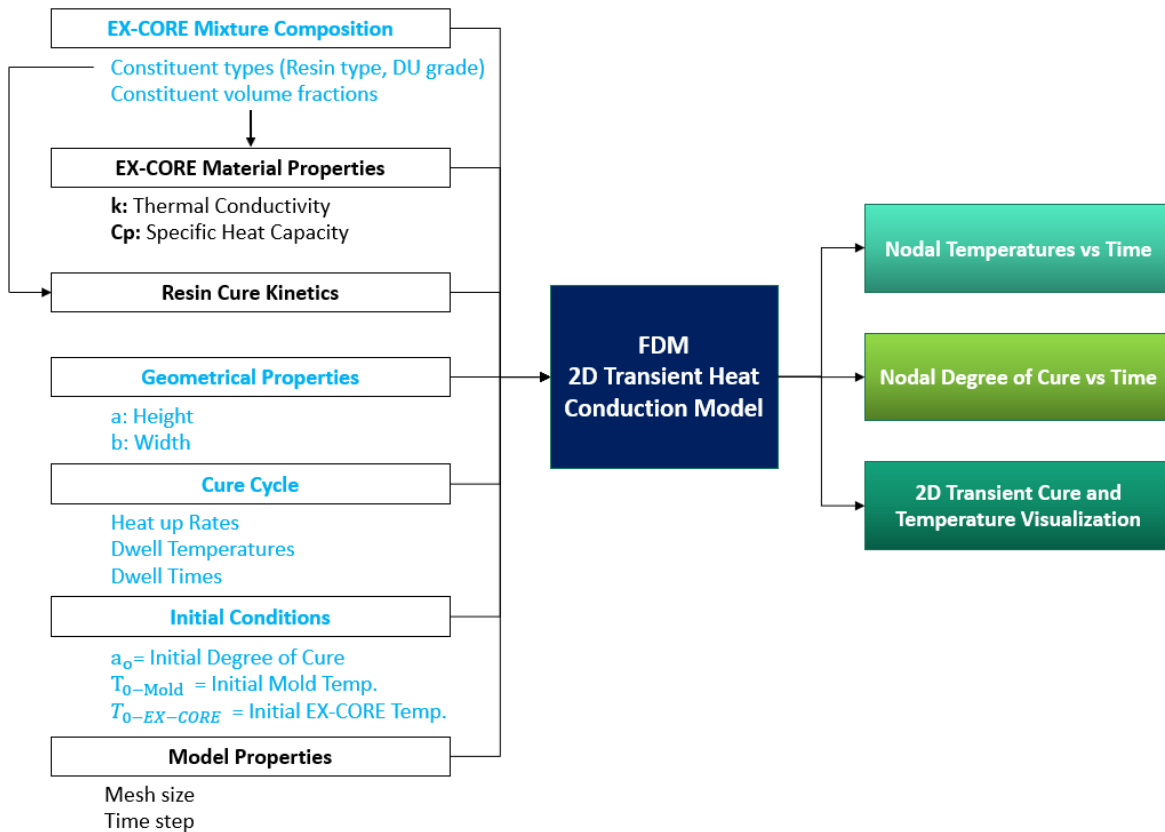 EX-CORE Mixture Composition
Constituent types (Resin type, DU grade)
Constituent volume fractions
EX-CORE Material Properties
k: Thermal Conductivity
Cp: Specific Heat Capacity
Resin Cure Kinetics
Geometrical Properties
a: Height
b: Width
Cure Cycle
Heat up Rates
Dwell Temperatures
Dwell Times
Initial Conditions
a₀= Initial Degree of Cure
T₀₋Mold = Initial Mold Temp.
T₀₋EX₋CORE = Initial EX-CORE Temp.
Model Properties
Mesh size
Time step
FDM
2D Transient Heat
Conduction Model
Nodal Temperatures vs Time
Nodal Degree of Cure vs Time
2D Transient Cure and
Temperature Visualization